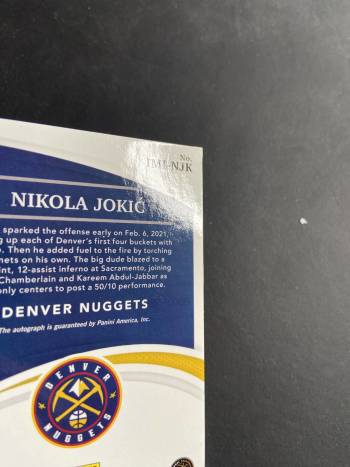 No.
IMI-NJK
NIKOLA JOKIĆ
sparked the offense early on Feb. 6, 2021,
up each of Denver's first four buckets with
. Then he added fuel to the fire by torching
nets on his own. The big dude blazed to a
nt, 12-assist inferno at Sacramento, joining
Chamberlain and Kareem Abdul-Jabbar as
only centers to post a 50/10 performance.
DENVER NUGGETS
The autograph is guaranteed by Panini America, Inc.
DENVER
NUGGETS